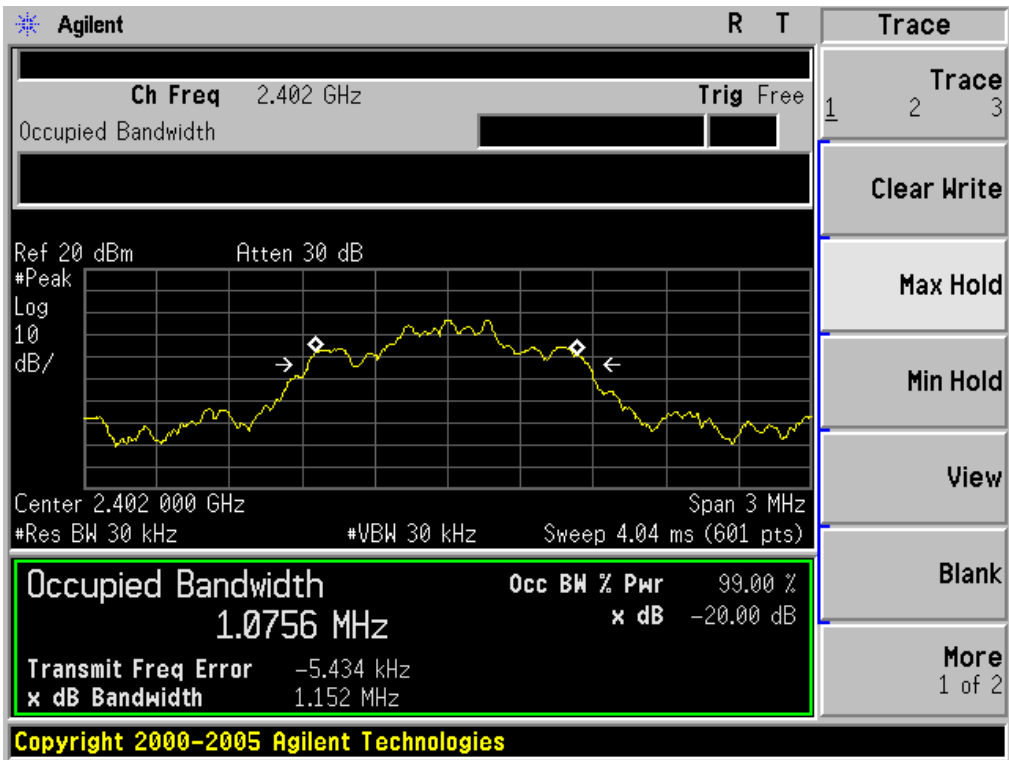 Agilent R T Trace
Ch Freq 2.402 GHz Trig Free
Occupied Bandwidth
Trace
1 2 3
Clear Write
Max Hold
Min Hold
View
Blank
More
1 of 2
Ref 20 dBm Atten 30 dB
#Peak
Log
10
dB/
Center 2.402 000 GHz Span 3 MHz
#Res BW 30 kHz #VBW 30 kHz Sweep 4.04 ms (601 pts)
Occupied Bandwidth Occ BW % Pwr 99.00 %
1.0756 MHz x dB -20.00 dB
Transmit Freq Error -5.434 kHz
x dB Bandwidth 1.152 MHz
Copyright 2000-2005 Agilent Technologies